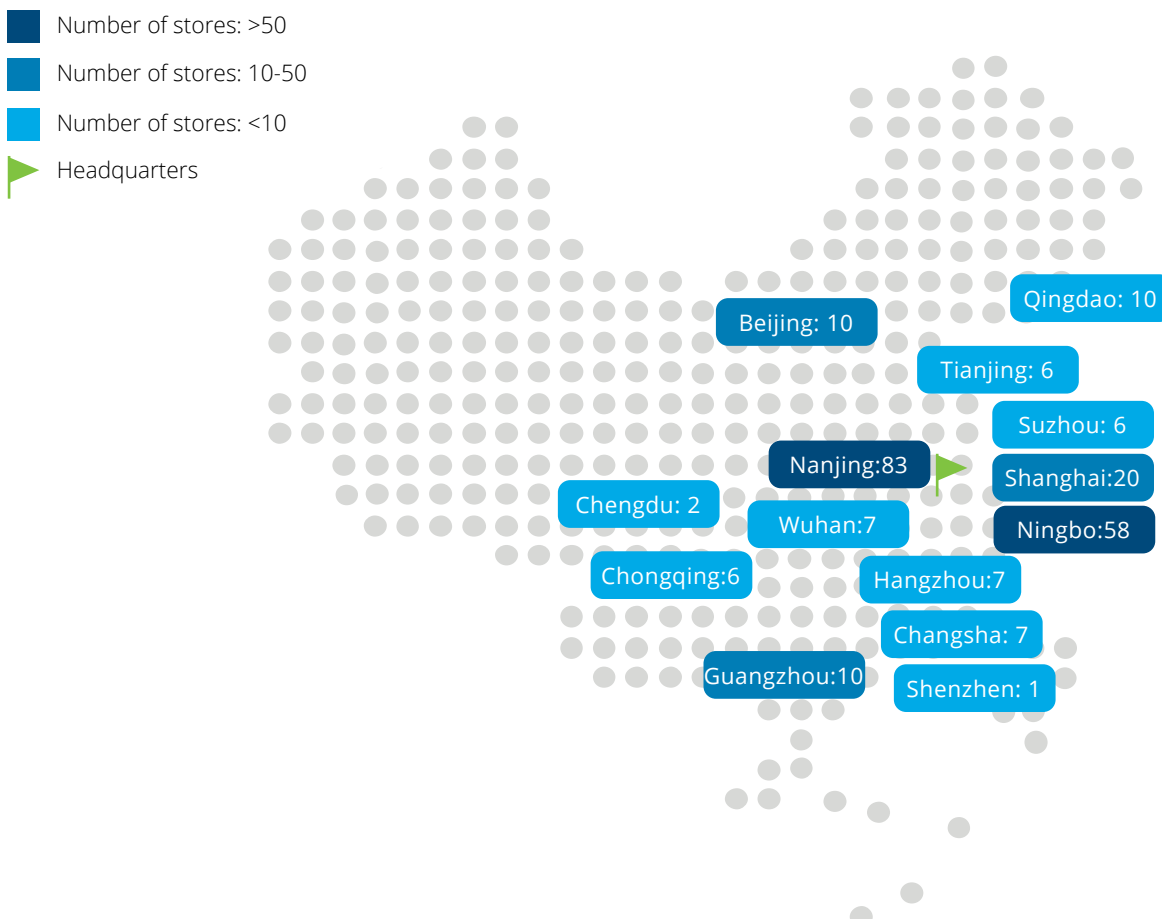 Number of stores: >50
Number of stores: 10-50
Number of stores: <10
Headquarters
Qingdao: 10
Beijing: 10
Tianjing: 6
Suzhou: 6
Nanjing:83
Shanghai:20
Chengdu: 2
Wuhan:7
Ningbo:58
Chongqing:6
Hangzhou:7
Changsha: 7
Guangzhou:10
Shenzhen: 1